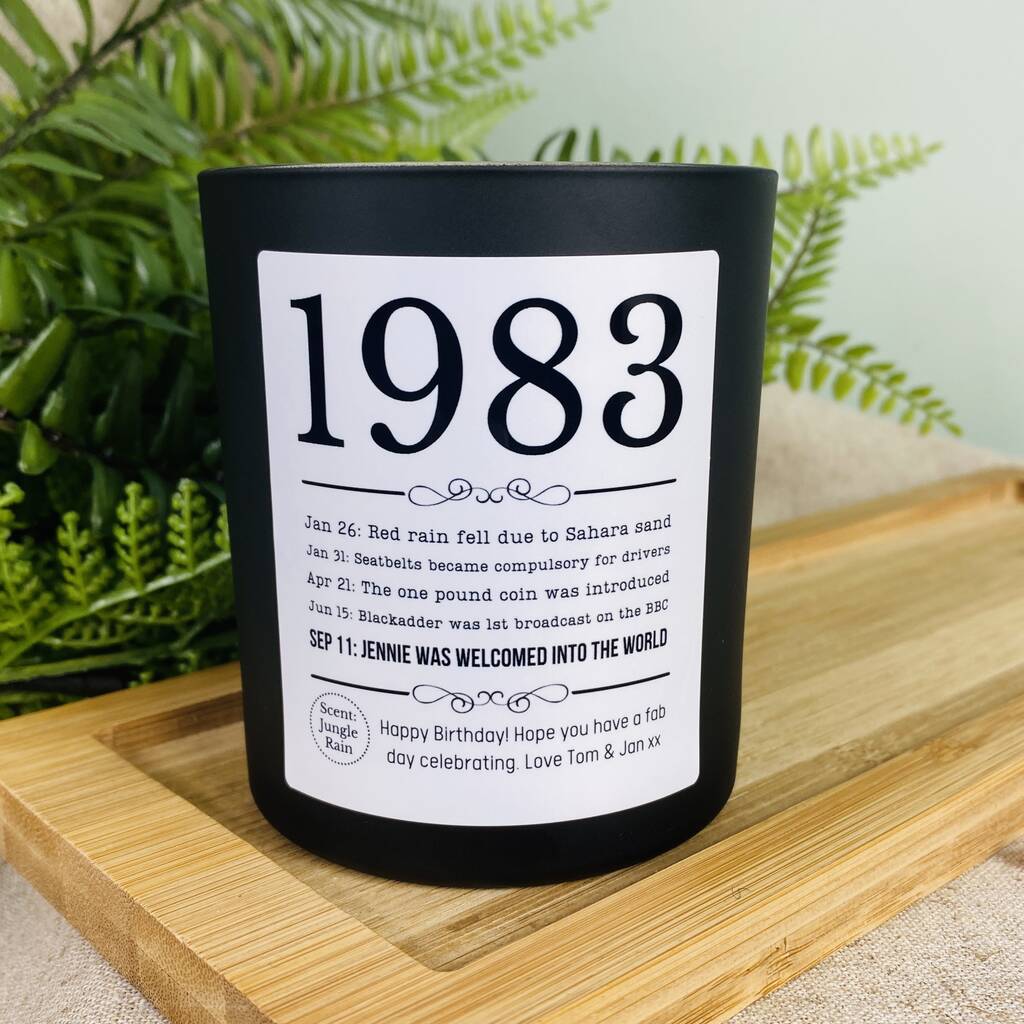 1983
Jan 26: Red rain fell due to Sahara sand
Jan 31: Seatbelts became compulsory for drivers
Apr 21: The one pound coin was introduced
Jun 15: Blackadder was 1st broadcast on the BBC
SEP 11: JENNIE WAS WELCOMED INTO THE WORLD
Scent:
Jungle
Rain
Happy Birthday! Hope you have a fab
day celebrating. Love Tom & Jan xx